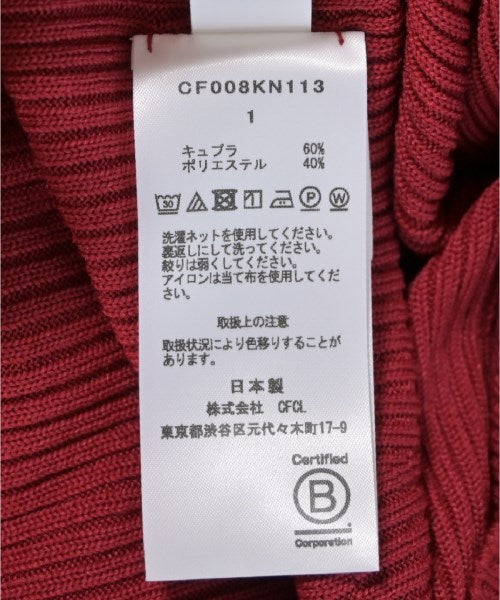 CF008KN113
1
キュプラ 60%
ポリエステル 40%
30 P W
洗濯ネットを使用してください。
裏返しにして洗ってください。
絞りは弱くしてください。
アイロンは当て布を使用してください。
取扱上の注意
取扱状況により色移りすることが
あります。
日本製
株式会社 CFCL
東京都渋谷区元代々木町17-9
Certified
B
Corporation